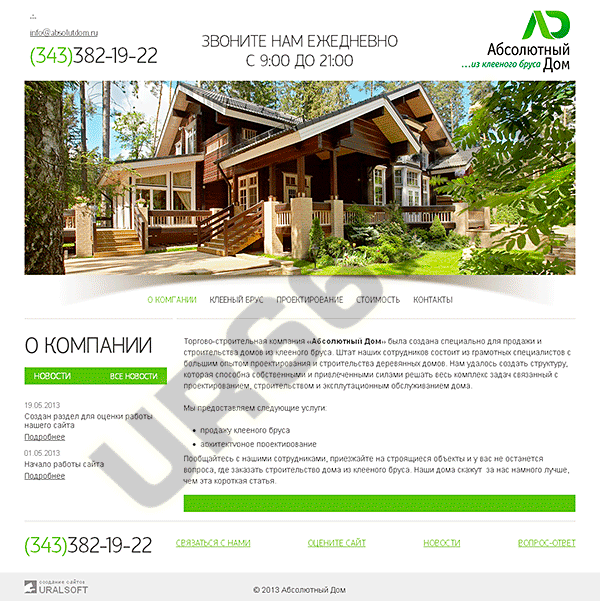 info@absolutdom.ru
(343)382-19-22
ЗВОНИТЕ НАМ ЕЖЕДНЕВНО
С 9:00 ДО 21:00
Абсолютный
...из клееного бруса Дом
О КОМПАНИИ КЛЕЕНЫЙ БРУС ПРОЕКТИРОВАНИЕ СТОИМОСТЬ КОНТАКТЫ
О КОМПАНИИ
НОВОСТИ ВСЕ НОВОСТИ
19.05.2013
Создан раздел для оценки работы
нашего сайта
Подробнее
01.05.2013
Начало работы сайта
Подробнее
Торгово-строительная компания «Абсолютный Дом» была создана специально для продажи и
строительства домов из клееного бруса. Штат наших сотрудников состоит из грамотных специалистов с
большим опытом проектирования и строительства деревянных домов. Нам удалось создать структуру,
которая способна собственными и привлеченными силами решать весь комплекс задач связанный с
проектированием, строительством и эксплутационным обслуживанием дома.
Мы предоставляем следующие услуги:
• продажу клееного бруса
• архитектурное проектирование
Пообщайтесь с нашими сотрудниками, приезжайте на строящиеся объекты и у вас не останется
вопроса, где заказать строительство дома из клееного бруса. Наши дома скажут за нас намного лучше,
чем эта короткая статья.
UR66
(343)382-19-22
СВЯЗАТЬСЯ С НАМИ ОЦЕНИТЕ САЙТ НОВОСТИ ВОПРОС-ОТВЕТ
создание сайтов
URALSOFT
© 2013 Абсолютный Дом